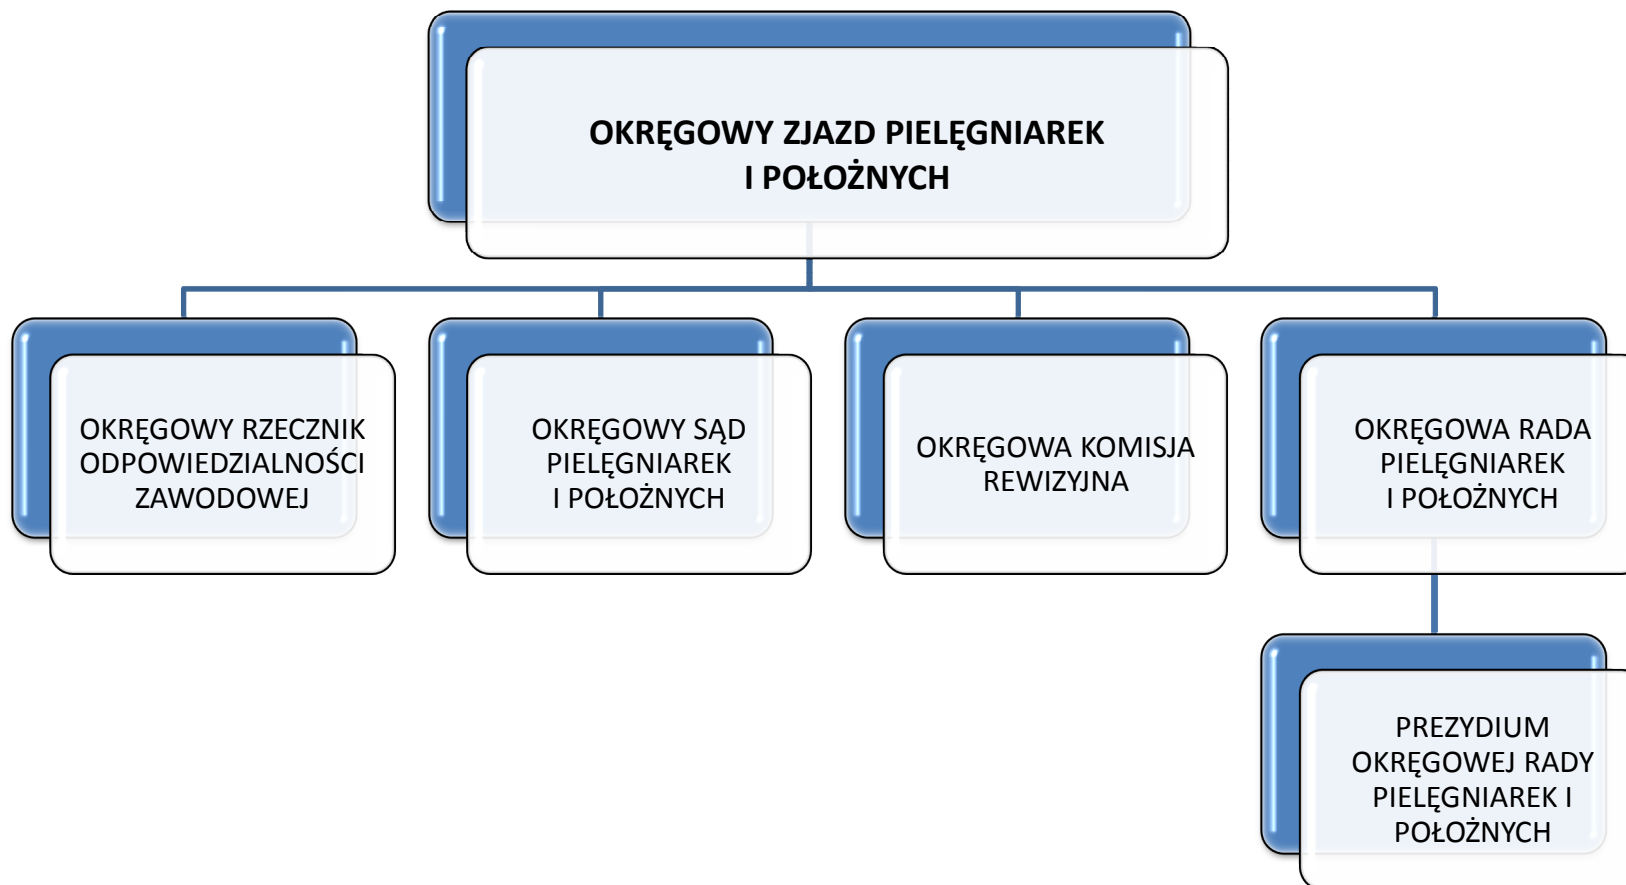 OKRĘGOWY ZJAZD PIELĘGNIAREK
I POŁOŻNYCH
OKRĘGOWY RZECZNIK
ODPOWIEDZIALNOŚCI
ZAWODOWEJ
OKRĘGOWY SĄD
PIELĘGNIAREK
I POŁOŻNYCH
OKRĘGOWA KOMISJA
REWIZYJNA
OKRĘGOWA RADA
PIELĘGNIAREK
I POŁOŻNYCH
PREZYDIUM
OKRĘGOWEJ RADY
PIELĘGNIAREK I
POŁOŻNYCH